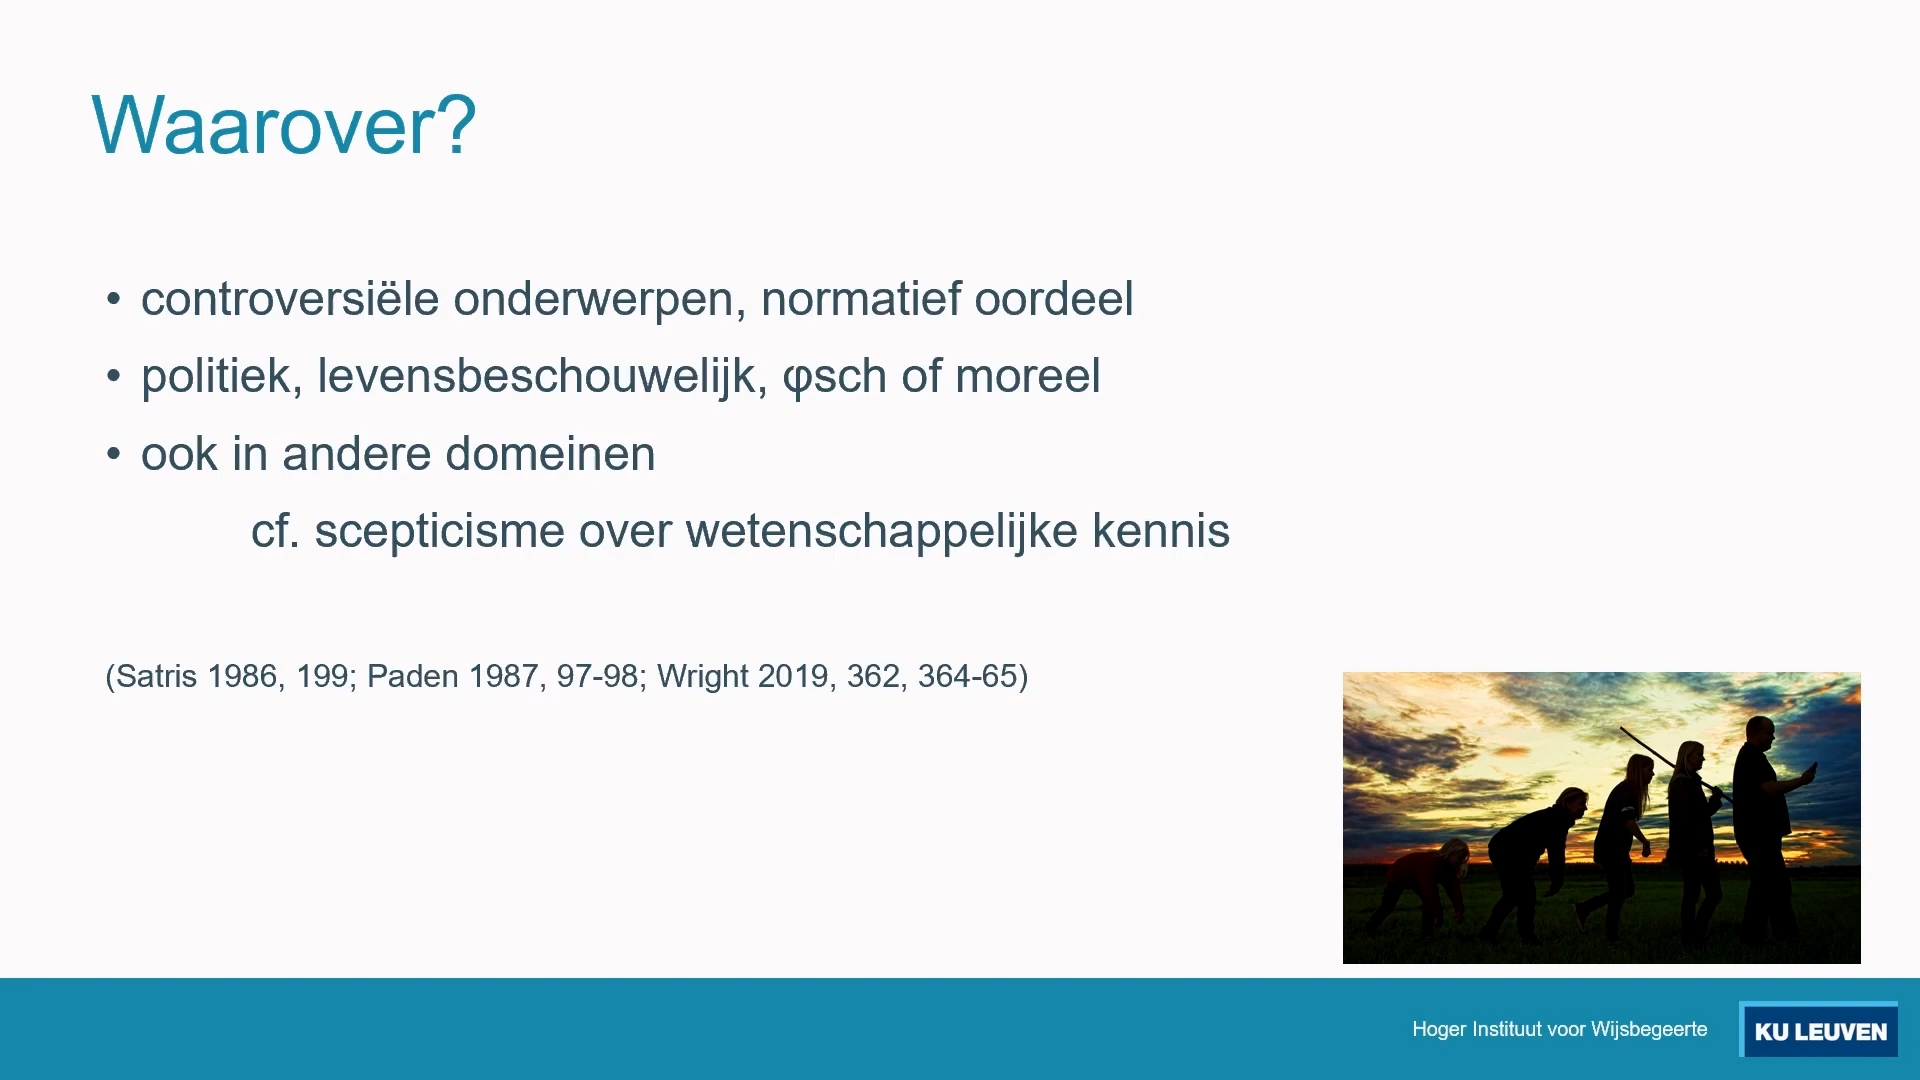 Waarover?
• controversiële onderwerpen, normatief oordeel
• politiek, levensbeschouwelijk, φsch of moreel
• ook in andere domeinen
cf. scepticisme over wetenschappelijke kennis
(Satris 1986, 199; Paden 1987, 97-98; Wright 2019, 362, 364-65)
Hoger Instituut voor Wijsbegeerte
KU LEUVEN